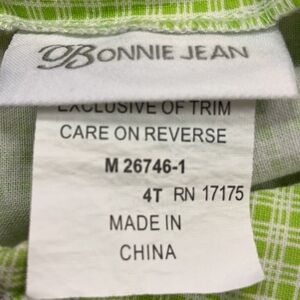 BONNIE JEAN
EXCLUSIVE OF TRIM
CARE ON REVERSE
M 26746-1
4T RN 17175
MADE IN
CHINA